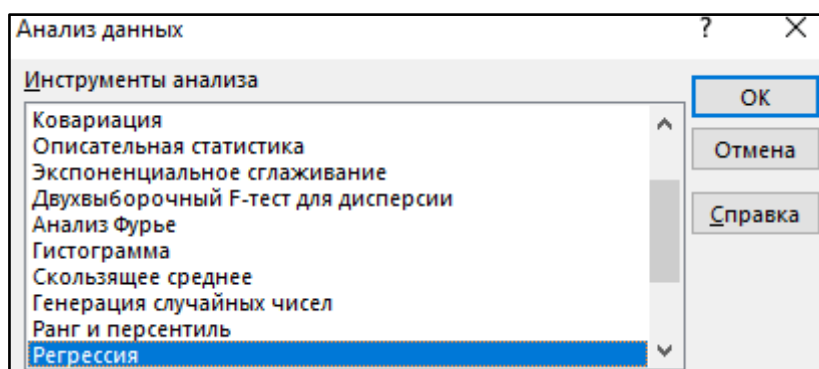 Анализ данных ? X
Инструменты анализа
Ковариация
Описательная статистика
Экспоненциальное сглаживание
Двухвыборочный F-тест для дисперсии
Анализ Фурье
Гистограмма
Скользящее среднее
Генерация случайных чисел
Ранг и персентиль
Регрессия
ОК
Отмена
Справка